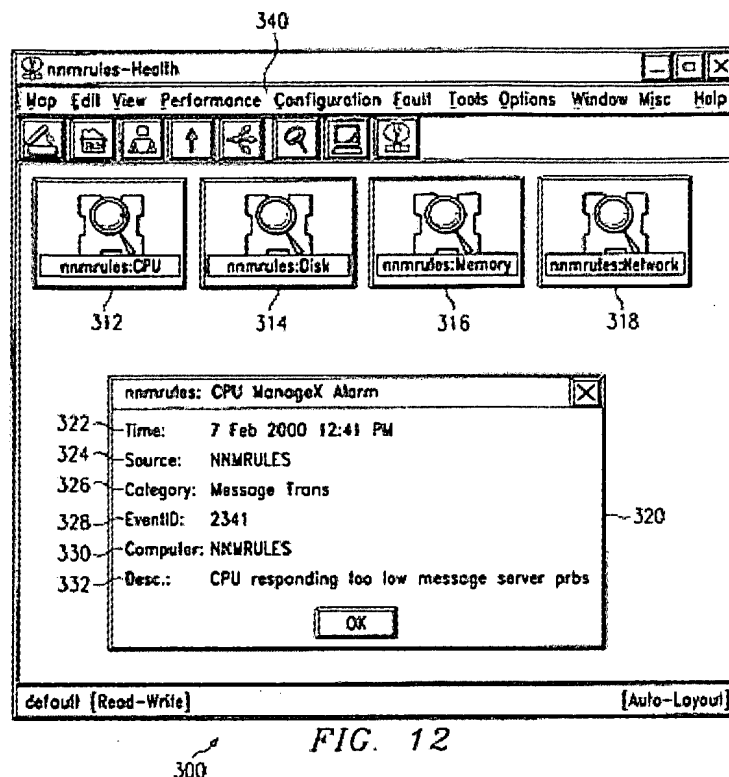 340
nnmrules-Health
Map Edit View Performance Configuration Fault Tools Options Window Misc Help
nnmrules:CPU nnmrules:Disk nnmrules:Memory nnmrules:Network
312 314 316 318
nnmrules: CPU ManageX Alarm
322 Time: 7 Feb 2000 12:41 PM
324 Source: NNMRULES
326 Category: Message Trans
328 EventID: 2341
320
330 Computer: NNMRULES
332 Desc.: CPU responding too low message server prbs
OK
default [Read-Write] [Auto-Layout]
FIG. 12
300